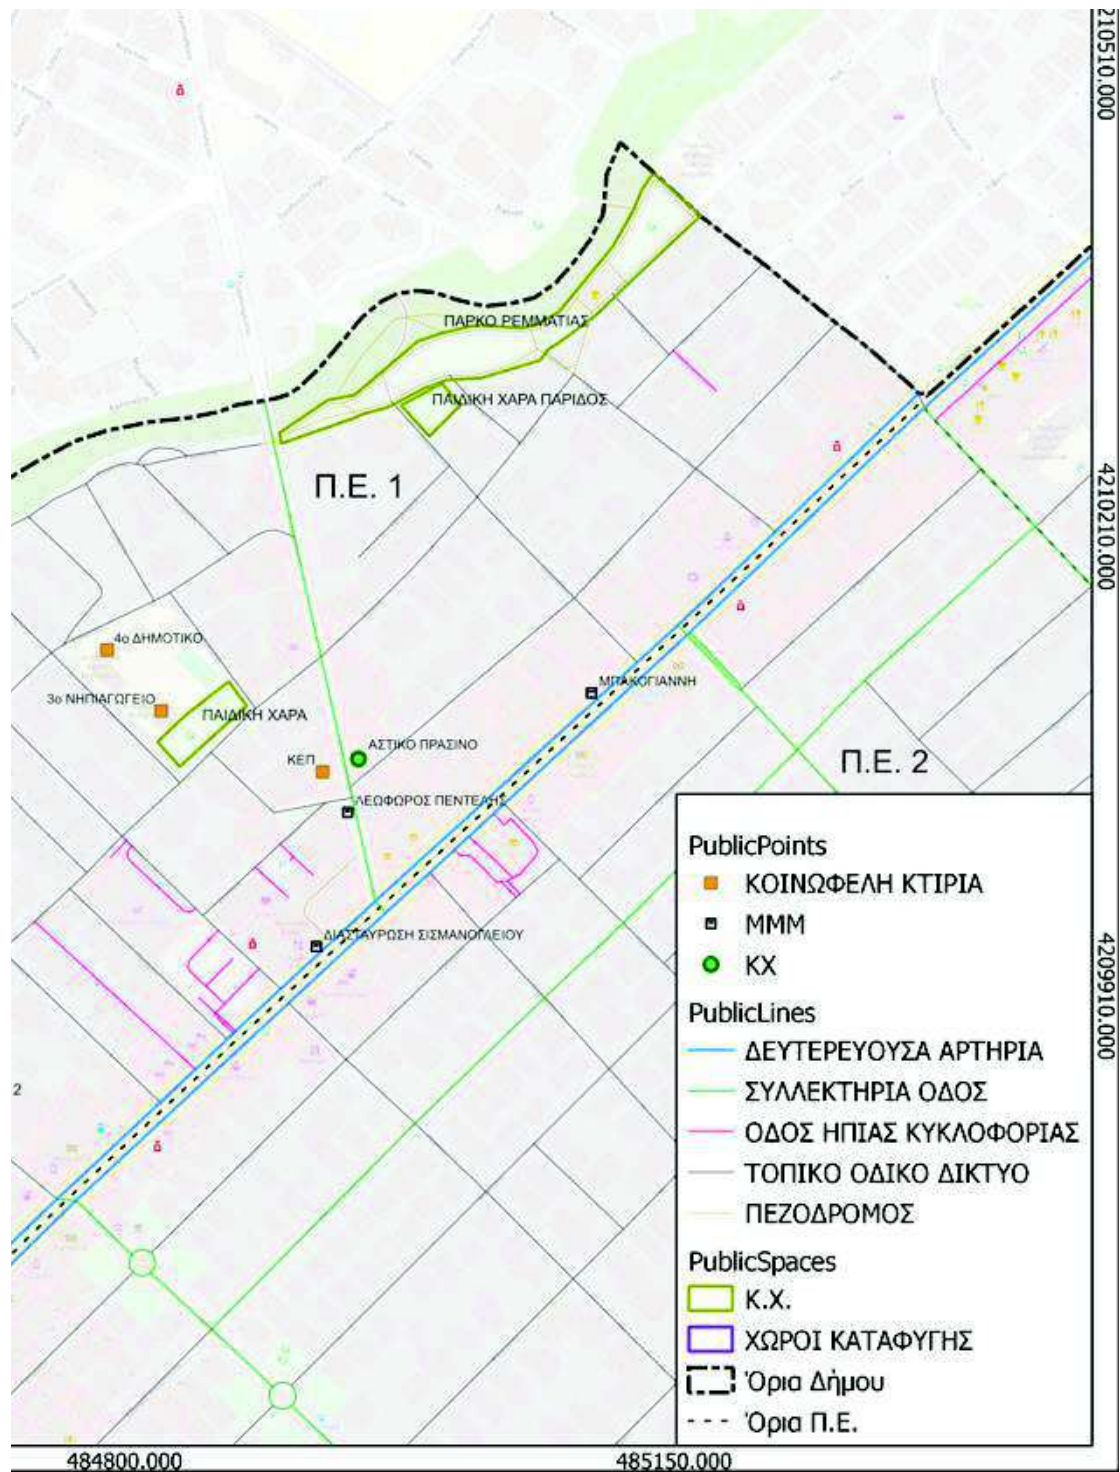 210510.000
ΠΑΡΚΟ ΡΕΜΜΑΤΙΑΣ
ΠΑΙΔΙΚΗ ΧΑΡΑ ΠΑΡΙΔΟΣ
Π.Ε. 1
4210210.000
4ο ΔΗΜΟΤΙΚΟ
3ο ΝΗΠΙΑΓΩΓΕΙΟ
ΠΑΙΔΙΚΗ ΧΑΡΑ
ΜΠΑΚΟΓΙΑΝΝΗ
ΑΣΤΙΚΟ ΠΡΑΣΙΝΟ
ΚΕΠ
Π.Ε. 2
ΛΕΩΦΟΡΟΣ ΠΕΝΤΕΛΗΣ
ΔΙΑΣΤΑΥΡΩΣΗ ΣΙΣΜΑΝΟΓΛΕΙΟΥ
4209910.000
2
PublicPoints
ΚΟΙΝΩΦΕΛΗ ΚΤΙΡΙΑ
ΜΜΜ
ΚΧ
PublicLines
ΔΕΥΤΕΡΕΥΟΥΣΑ ΑΡΤΗΡΙΑ
ΣΥΛΛΕΚΤΗΡΙΑ ΟΔΟΣ
ΟΔΟΣ ΗΠΙΑΣ ΚΥΚΛΟΦΟΡΙΑΣ
ΤΟΠΙΚΟ ΟΔΙΚΟ ΔΙΚΤΥΟ
ΠΕΖΟΔΡΟΜΟΣ
PublicSpaces
Κ.Χ.
ΧΩΡΟΙ ΚΑΤΑΦΥΓΗΣ
Όρια Δήμου
Όρια Π.Ε.
484800.000
485150.000